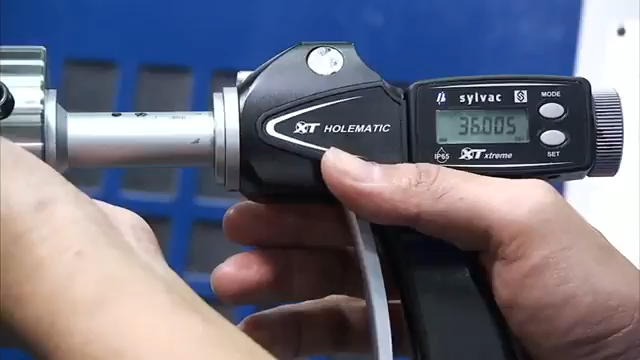 sylvac
MODE
36.005
SET
IP65
XT xtreme
XT HOLEMATIC